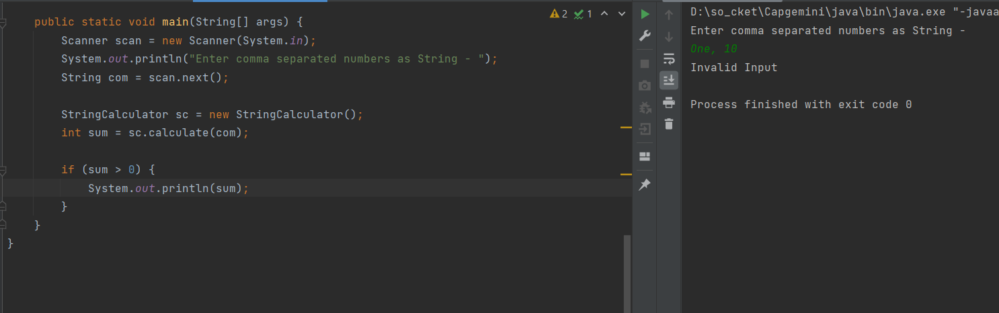 public static void main(String[] args) {
Scanner scan = new Scanner(System.in);
System.out.println("Enter comma separated numbers as String - ");
String com = scan.next();
StringCalculator sc = new StringCalculator();
int sum = sc.calculate(com);
if (sum > 0) {
System.out.println(sum);
}
}
}
2 1
D:\so_cket\Capgemini\java\bin\java.exe "-javaa
Enter comma separated numbers as String -
One, 10
Invalid Input
Process finished with exit code 0